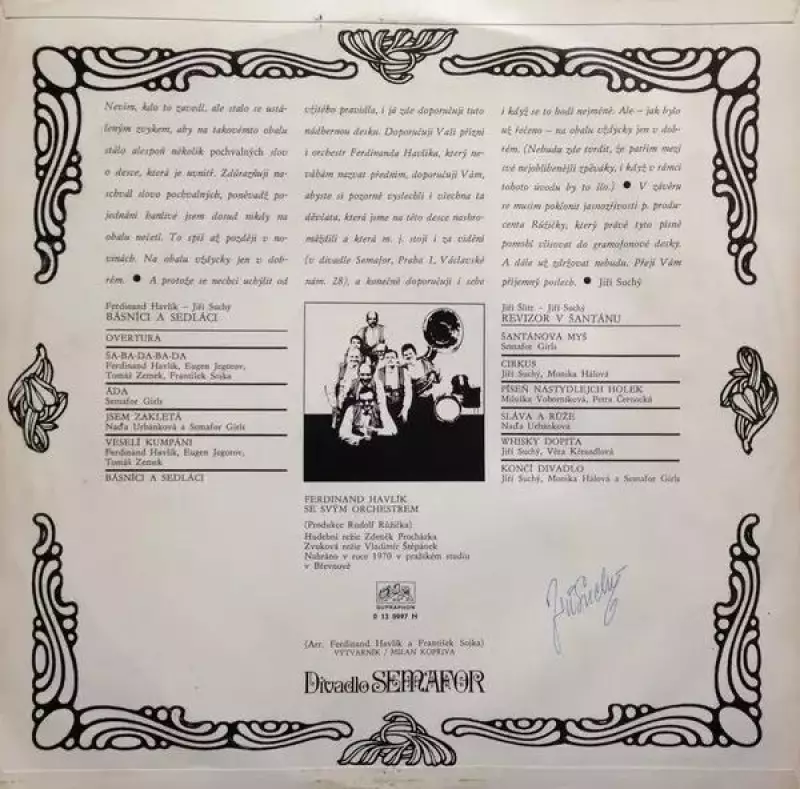 Nevím, kdo to zavedl, ale stalo se ustá-
leným zvykem, aby na takovémto obalu
stálo alespoň několik pochvalných slov
o desce, která je uvnitř. Zdůrazňuji na-
schvál slovo pochvalných, poněvadž po-
jednání hanlivé jsem dosud nikdy na
obalu nečetl. To spíš až později v no-
vinách. Na obalu vždycky jen v dob-
rém. ● A protože se nechci uchýlit od
vžitého pravidla, i já zde doporučuji tuto
nádhernou desku. Doporučuji Vaší přízni
i orchestr Ferdinanda Havlíka, který ne-
váhám nazvat předním, doporučuji Vám,
abyste si pozorně vyslechli i všechna ta
děvčata, která jsme na této desce nashro-
máždili a která m. j. stojí i za vidění
(v divadle Semafor, Praha 1, Václavské
nám. 28), a konečně doporučuji i sebe
i když se to hodí nejméně. Ale – jak bylo
už řečeno – na obalu vždycky jen v dob-
rém. (Nebudu zde tvrdit, že patřím mezi
své nejoblíbenější zpěváky, i když v rámci
tohoto úvodu by to šlo.) ● V závěru
se musím poklonit jasnozřivosti p. produ-
centa Růžičky, který právě tyto písně
pomohl vlisovat do gramofonové desky.
A dále už zdržovat nebudu. Přeji Vám
příjemný poslech. ● Jiří Suchý
Ferdinand Havlík – Jiří Suchý
BÁSNÍCI A SEDLÁCI
OVERTURA
ŠA-BA-DA-BA-DA
Ferdinand Havlík, Eugen Jegorov,
Tomáš Zemek, František Sojka
ÁDA
Semafor Girls
JSEM ZAKLETÁ
Naďa Urbánková a Semafor Girls
VESELÍ KUMPÁNI
Ferdinand Havlík, Eugen Jegorov,
Tomáš Zemek
BÁSNÍCI A SEDLÁCI
FERDINAND HAVLÍK
SE SVÝM ORCHESTREM
(Produkce Rudolf Růžička)
Hudební režie Zdeněk Procházka
Zvuková režie Vladimír Štěpánek
Nahráno v roce 1970 v pražském studiu
v Břevnově
SUPRAPHON
0 13 0997 H
(Arr. Ferdinand Havlík a František Sojka)
VÝTVARNÍK / MILAN KOPŘIVA
Divadlo SEMAFOR
Jiří Šlitr – Jiří Suchý
REVIZOR V ŠANTÁNU
ŠANTÁNOVÁ MYŠ
Semafor Girls
CIRKUS
Jiří Suchý, Monika Hálová
PÍSEŇ NASTYDLEJCH HOLEK
Miluška Voborníková, Petra Černocká
SLÁVA A RŮŽE
Naďa Urbánková
WHISKY DOPITA
Jiří Suchý, Věra Křesadlová
KONČÍ DIVADLO
Jiří Suchý, Monika Hálová a Semafor Girls
Jiří Suchý